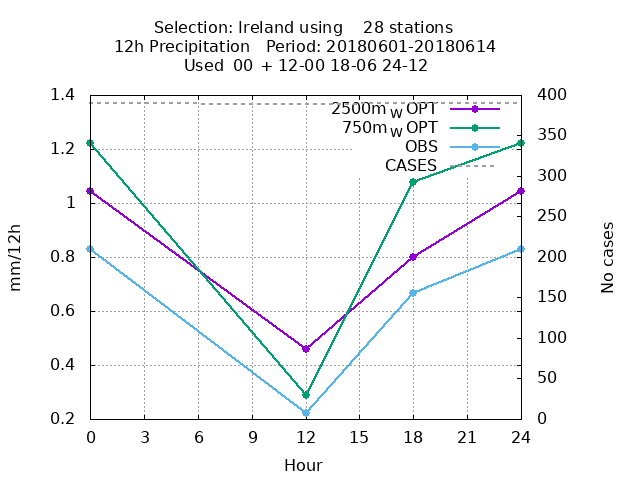 Selection: Ireland using    28 stations
12h Precipitation   Period: 20180601-20180614
Used  00 + 12-00 18-06 24-12
1.4
1.2
1
0.8
0.6
0.4
0.2
mm/12h
2500m W OPT
750m W OPT
OBS
CASES
400
350
300
250
200
150
100
50
0
No cases
0 3 6 9 12 15 18 21 24
Hour